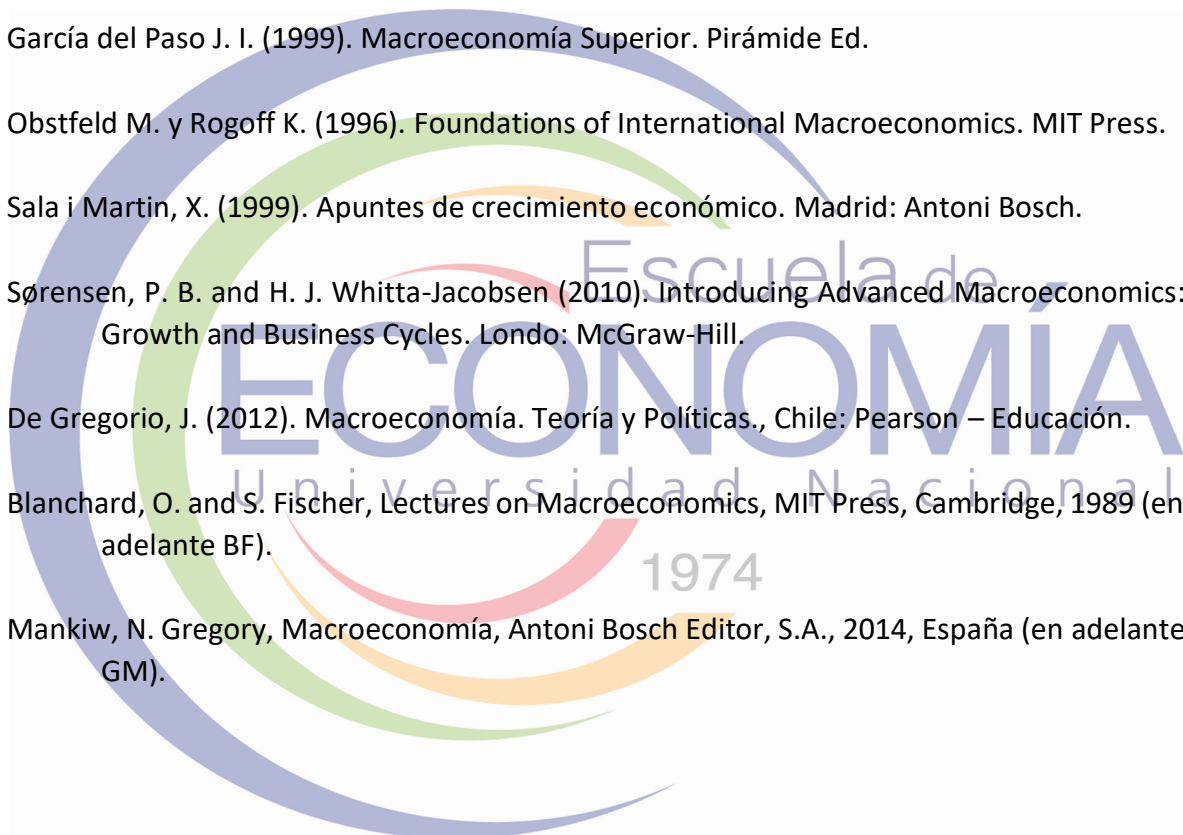 García del Paso J. I. (1999). Macroeconomía Superior. Pirámide Ed.
Obstfeld M. y Rogoff K. (1996). Foundations of International Macroeconomics. MIT Press.
Sala i Martin, X. (1999). Apuntes de crecimiento económico. Madrid: Antoni Bosch.
Escuela de
Sørensen, P. B. and H. J. Whitta-Jacobsen (2010). Introducing Advanced Macroeconomics:
Growth and Business Cycles. Londo: McGraw-Hill.
ECONOMÍA
De Gregorio, J. (2012). Macroeconomía. Teoría y Políticas., Chile: Pearson – Educación.
Universidad Nacional
Blanchard, O. and S. Fischer, Lectures on Macroeconomics, MIT Press, Cambridge, 1989 (en
adelante BF).
1974
Mankiw, N. Gregory, Macroeconomía, Antoni Bosch Editor, S.A., 2014, España (en adelante
GM).